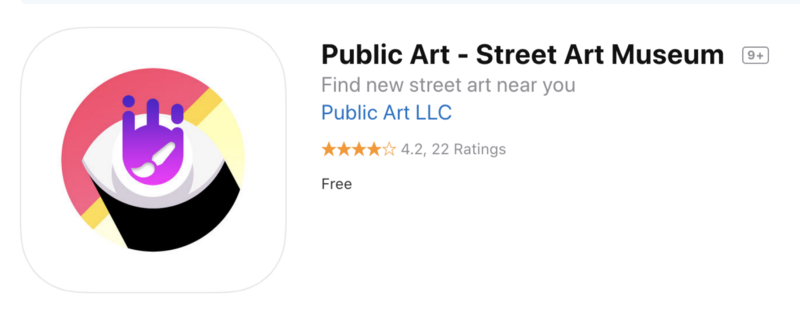 Public Art - Street Art Museum 9+
Find new street art near you
Public Art LLC
4.2, 22 Ratings
Free